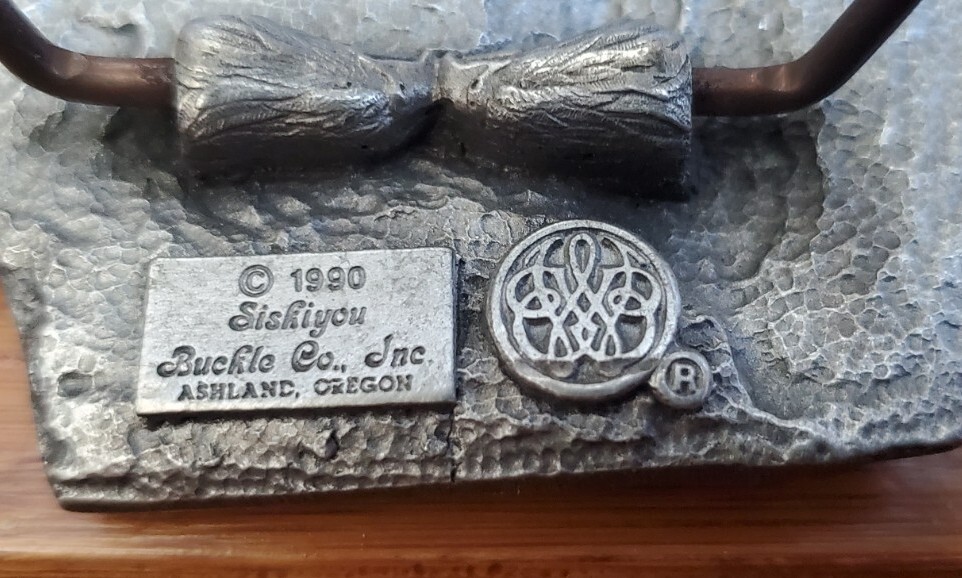 © 1990
Siskiyou
Buckle Co., Inc.
ASHLAND, OREGON
®